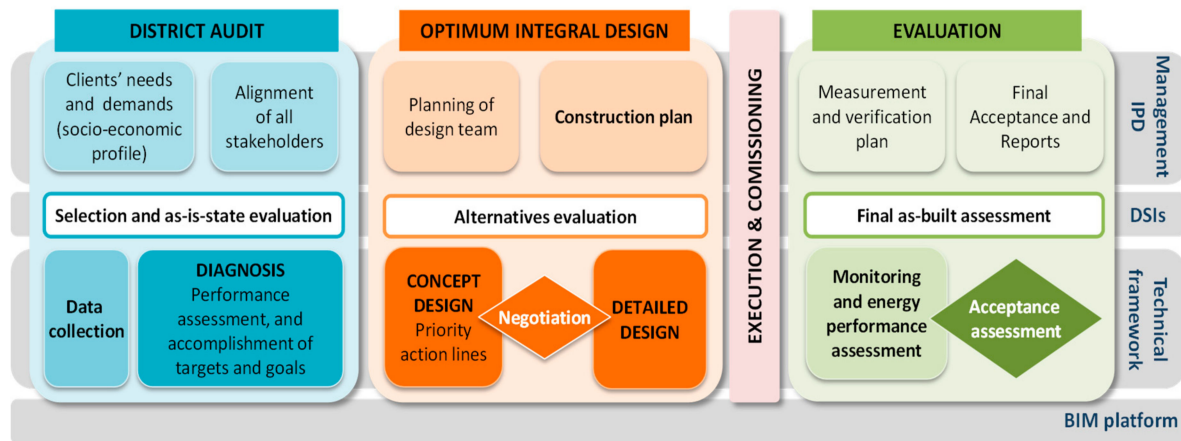 DISTRICT AUDIT
OPTIMUM INTEGRAL DESIGN
EVALUATION
Clients' needs
and demands
(socio-economic
profile)
Alignment
of all
stakeholders
Planning of
design team
Construction plan
Measurement
and verification
plan
Final
Acceptance and
Reports
Management
IPD
Selection and as-is-state evaluation
Alternatives evaluation
Final as-built assessment
DSIs
Data
collection
DIAGNOSIS
Performance
assessment, and
accomplishment of
targets and goals
CONCEPT
DESIGN
Priority
action lines
Negotiation
DETAILED
DESIGN
EXECUTION & COMISSIONING
Monitoring
and energy
performance
assessment
Acceptance
assessment
Technical
framework
BIM platform